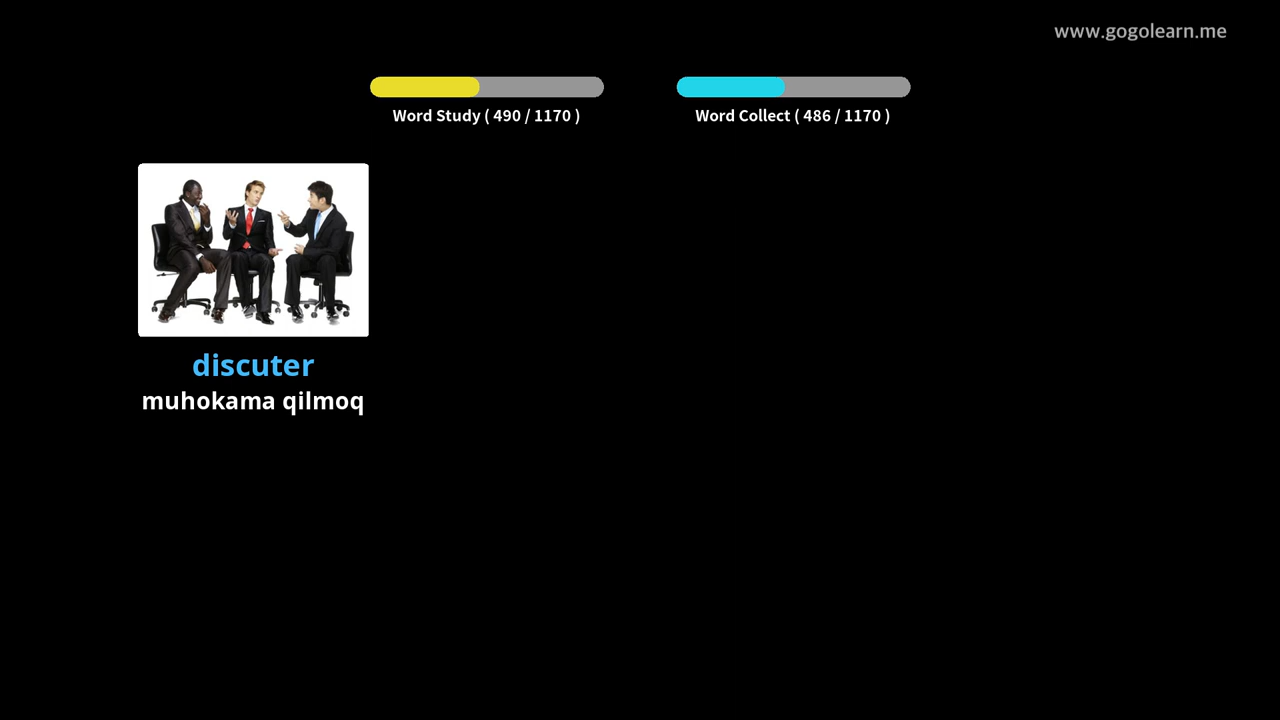 www.gogolearn.me
Word Study ( 490 / 1170 )
Word Collect ( 486 / 1170 )
discuter
muhokama qilmoq